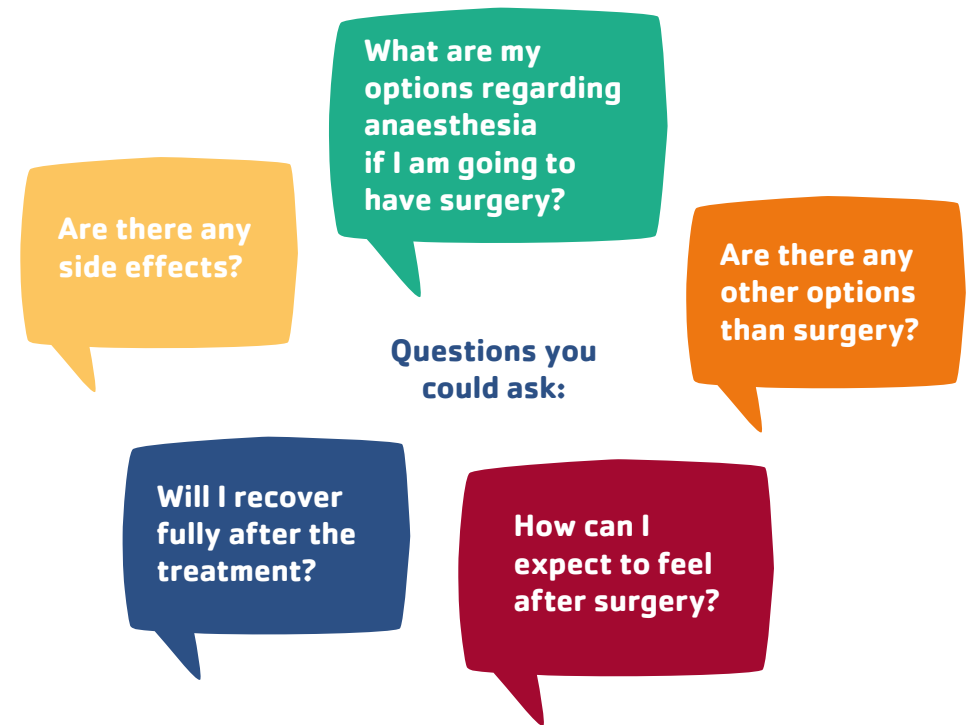 What are my
options regarding
anaesthesia
if I am going to
have surgery?
Are there any
side effects?
Are there any
other options
than surgery?
Questions you
could ask:
Will I recover
fully after the
treatment?
How can I
expect to feel
after surgery?